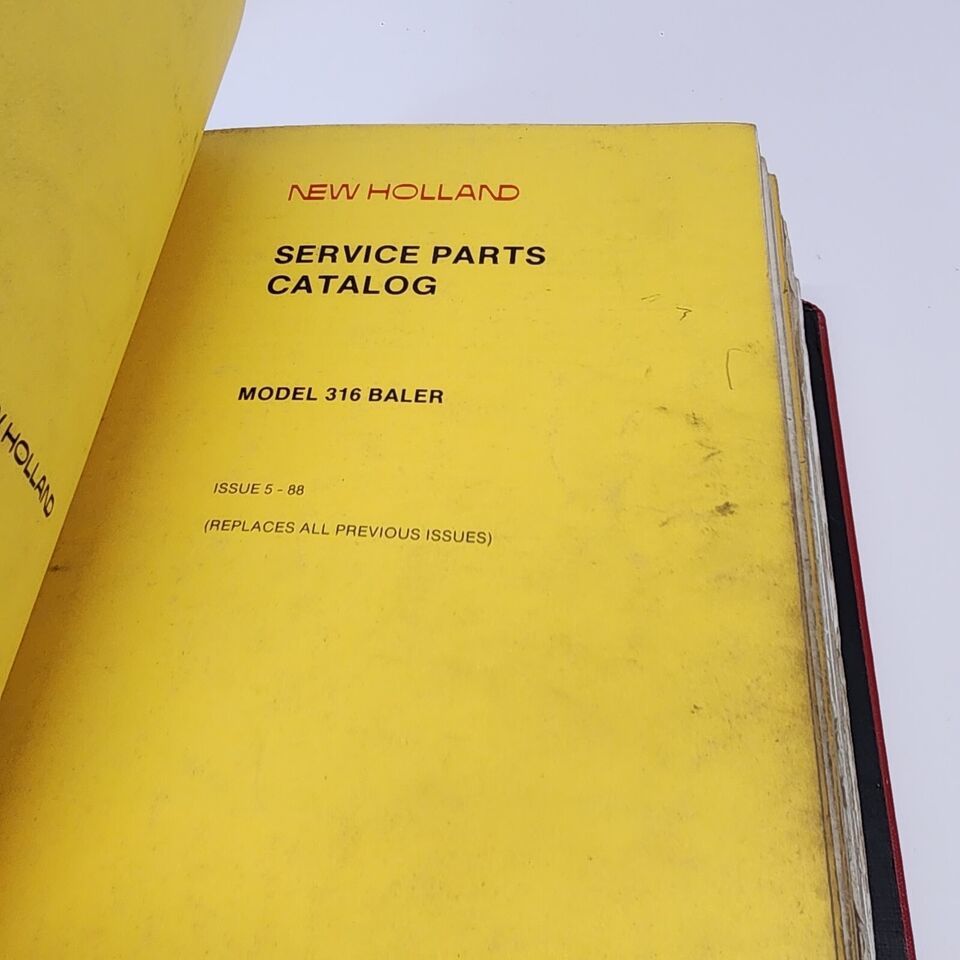 HOLLAND
NEW HOLLAND
SERVICE PARTS
CATALOG
MODEL 316 BALER
ISSUE 5 - 88
(REPLACES ALL PREVIOUS ISSUES)